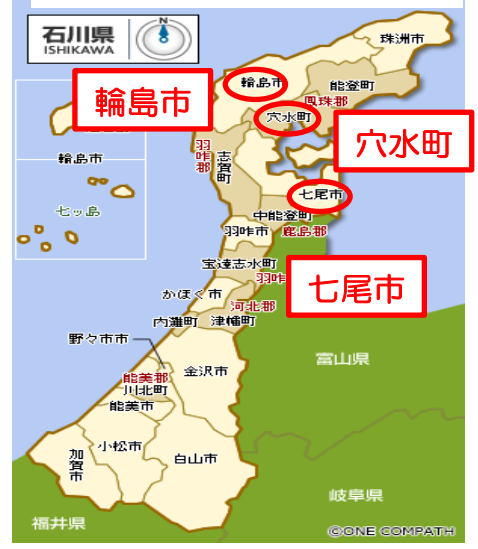 石川県
ISHIKAWA
珠洲市
輪島市
能登町
鳳珠郡
輪島市
穴水町
穴水町
輪島市
羽咋郡
志賀町
七尾市
七ッ島
中能登町
羽咋市
鹿島郡
宝達志水町
羽咋
七尾市
かほく市
河北郡
内灘町
津幡町
野々市市
金沢市
富山県
能美郡
川北町
能美市
小松市
加賀市
白山市
岐阜県
福井県
©ONE COMPATH